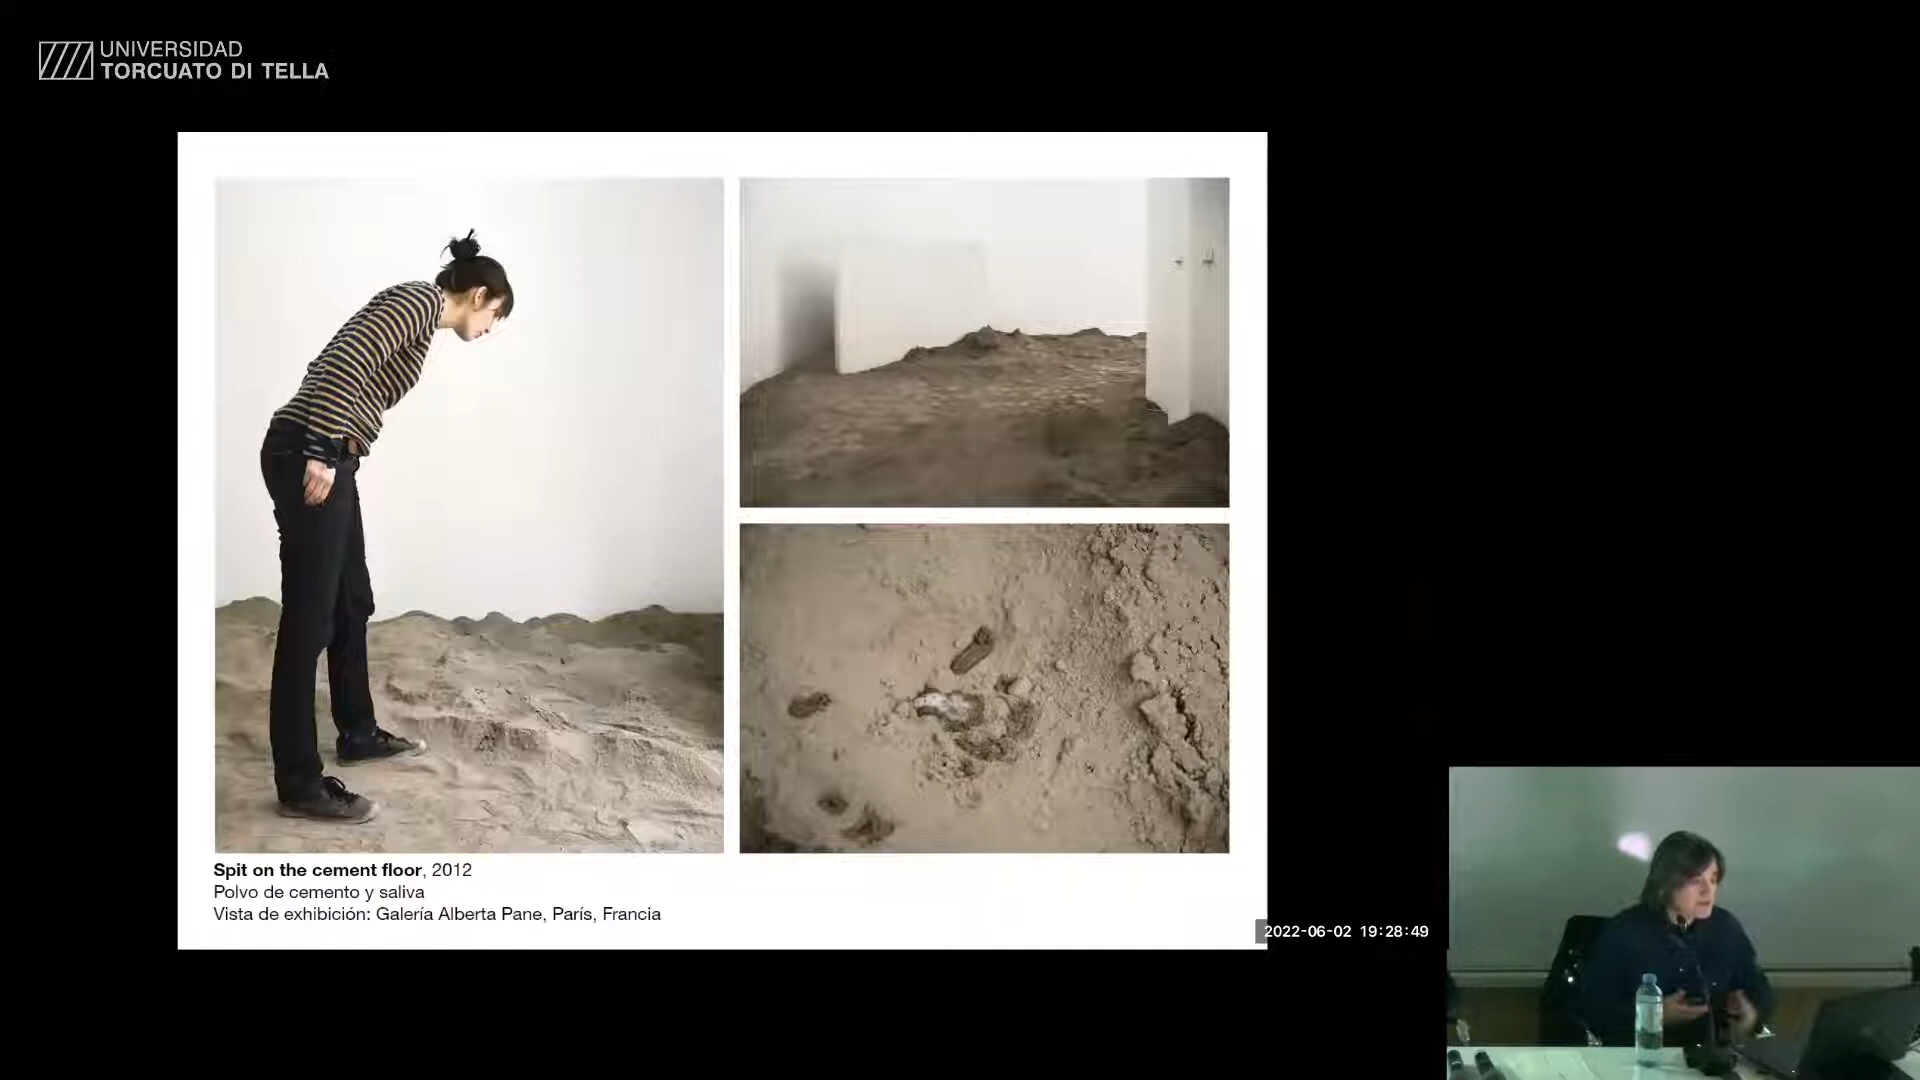 UNIVERSIDAD
TORCUATO DI TELLA
Spit on the cement floor, 2012
Polvo de cemento y saliva
Vista de exhibición: Galería Alberta Pane, París, Francia
2022-06-02 19:28:49